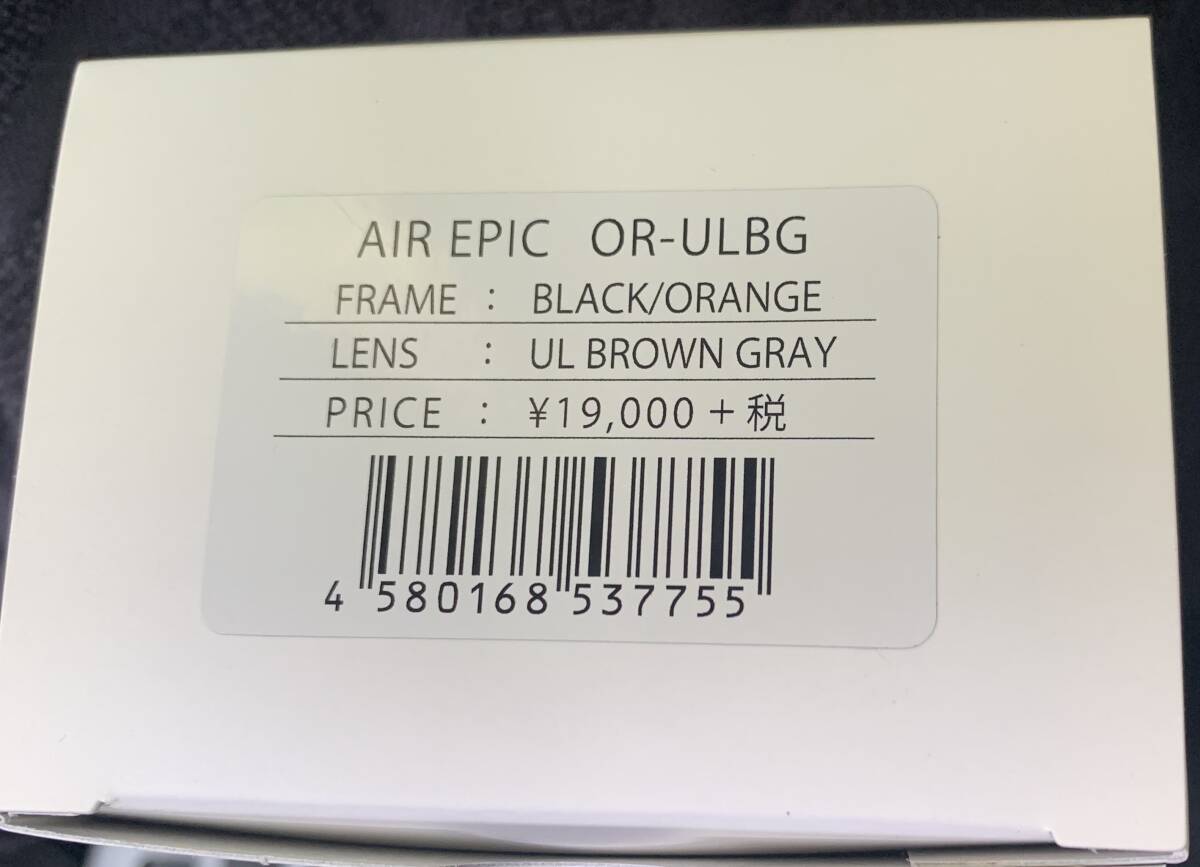 AIR EPIC OR-ULBG
FRAME : BLACK/ORANGE
LENS : UL BROWN GRAY
PRICE : ¥19,000+税
4 580168 537755